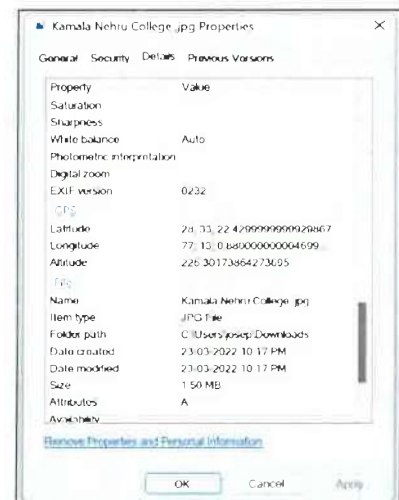 Kamala Nehru College .jpg Properties
General Security Details Previous Versions
Property Value
Saturation
Sharpness
White balance Auto
Photometric interpretation
Digital zoom
EXIF version 0232
GPS
Latitude 28; 33; 22.4299999999929867
Longitude 77; 13; 0.880000000004699...
Altitude 226.30173864273695
File
Name Kamala Nehru College .jpg
Item type JPG File
Folder path C:\Users\josep\Downloads
Date created 23-03-2022 10:17 PM
Date modified 23-03-2022 10:17 PM
Size 1.50 MB
Attributes A
Availability
Remove Properties and Personal Information
OK Cancel Apply